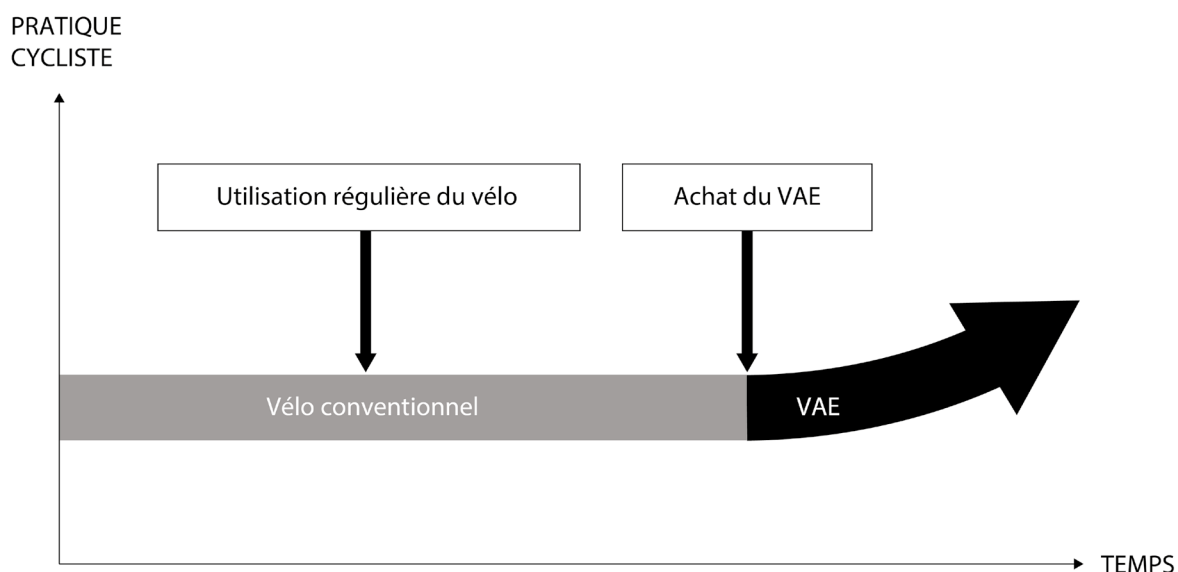 PRATIQUE
CYCLISTE
Utilisation régulière du vélo
Achat du VAE
Vélo conventionnel
VAE
TEMPS